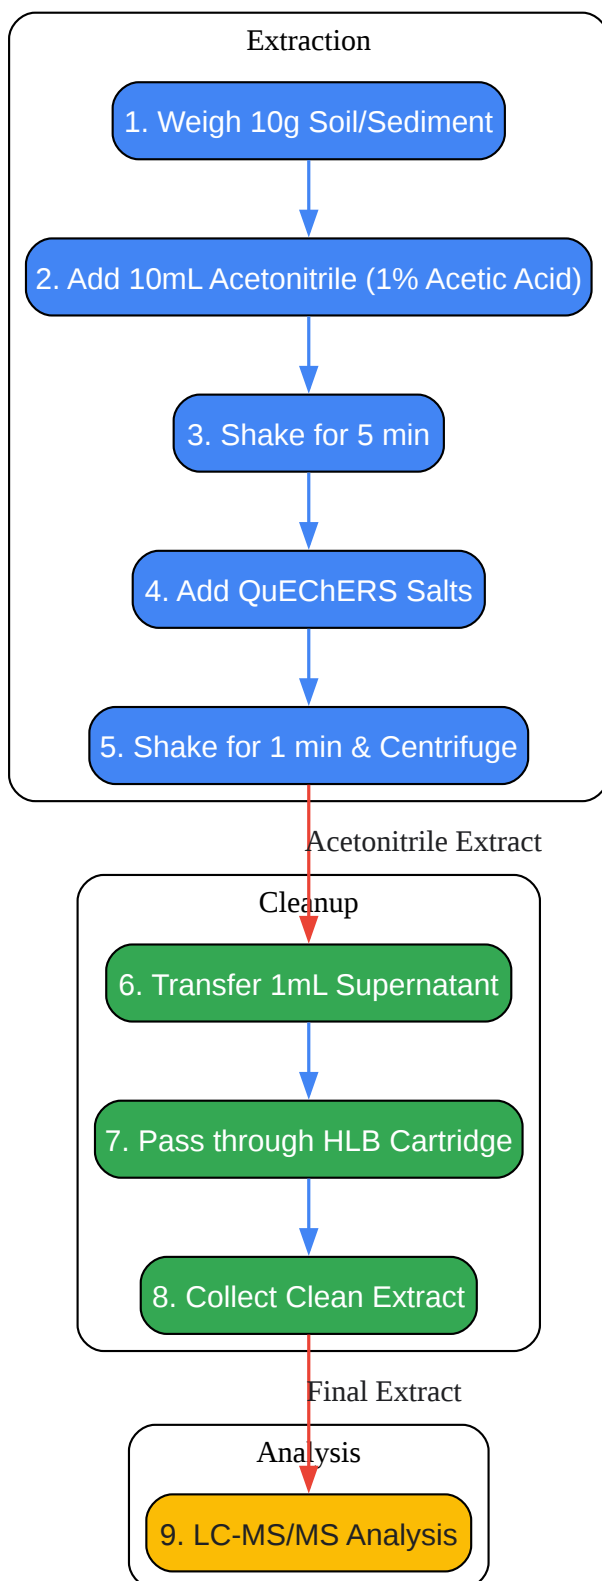 Extraction
1. Weigh 10g Soil/Sediment
2. Add 10mL Acetonitrile (1% Acetic Acid)
3. Shake for 5 min
4. Add QuEChERS Salts
5. Shake for 1 min & Centrifuge
Acetonitrile Extract
Cleanup
6. Transfer 1mL Supernatant
7. Pass through HLB Cartridge
8. Collect Clean Extract
Final Extract
Analysis
9. LC-MS/MS Analysis